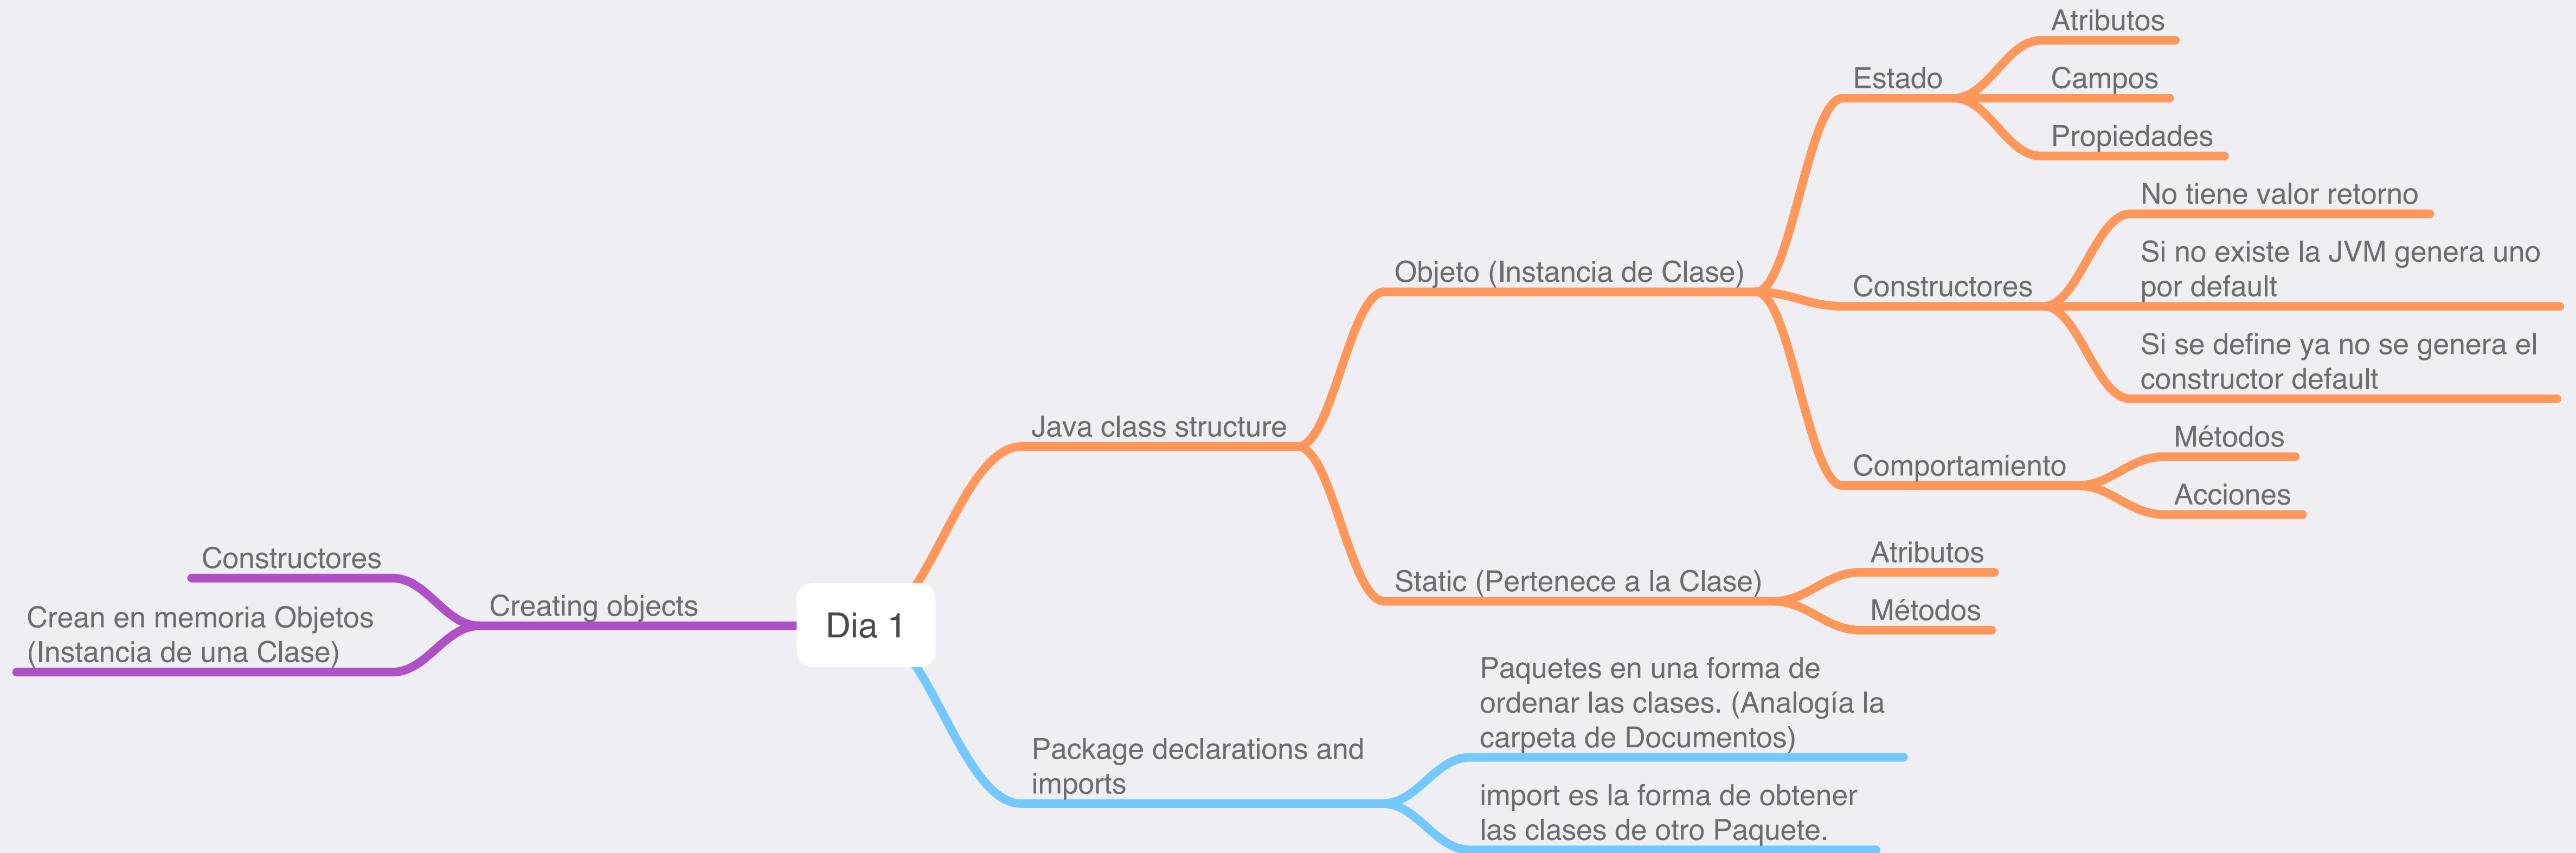 Dia 1
Java class structure
Objeto (Instancia de Clase)
Estado
Atributos
Campos
Propiedades
Constructores
No tiene valor retorno
Si no existe la JVM genera uno
por default
Si se define ya no se genera el
constructor default
Comportamiento
Métodos
Acciones
Static (Pertenece a la Clase)
Atributos
Métodos
Package declarations and
imports
Paquetes en una forma de
ordenar las clases. (Analogía la
carpeta de Documentos)
import es la forma de obtener
las clases de otro Paquete.
Creating objects
Constructores
Crean en memoria Objetos
(Instancia de una Clase)